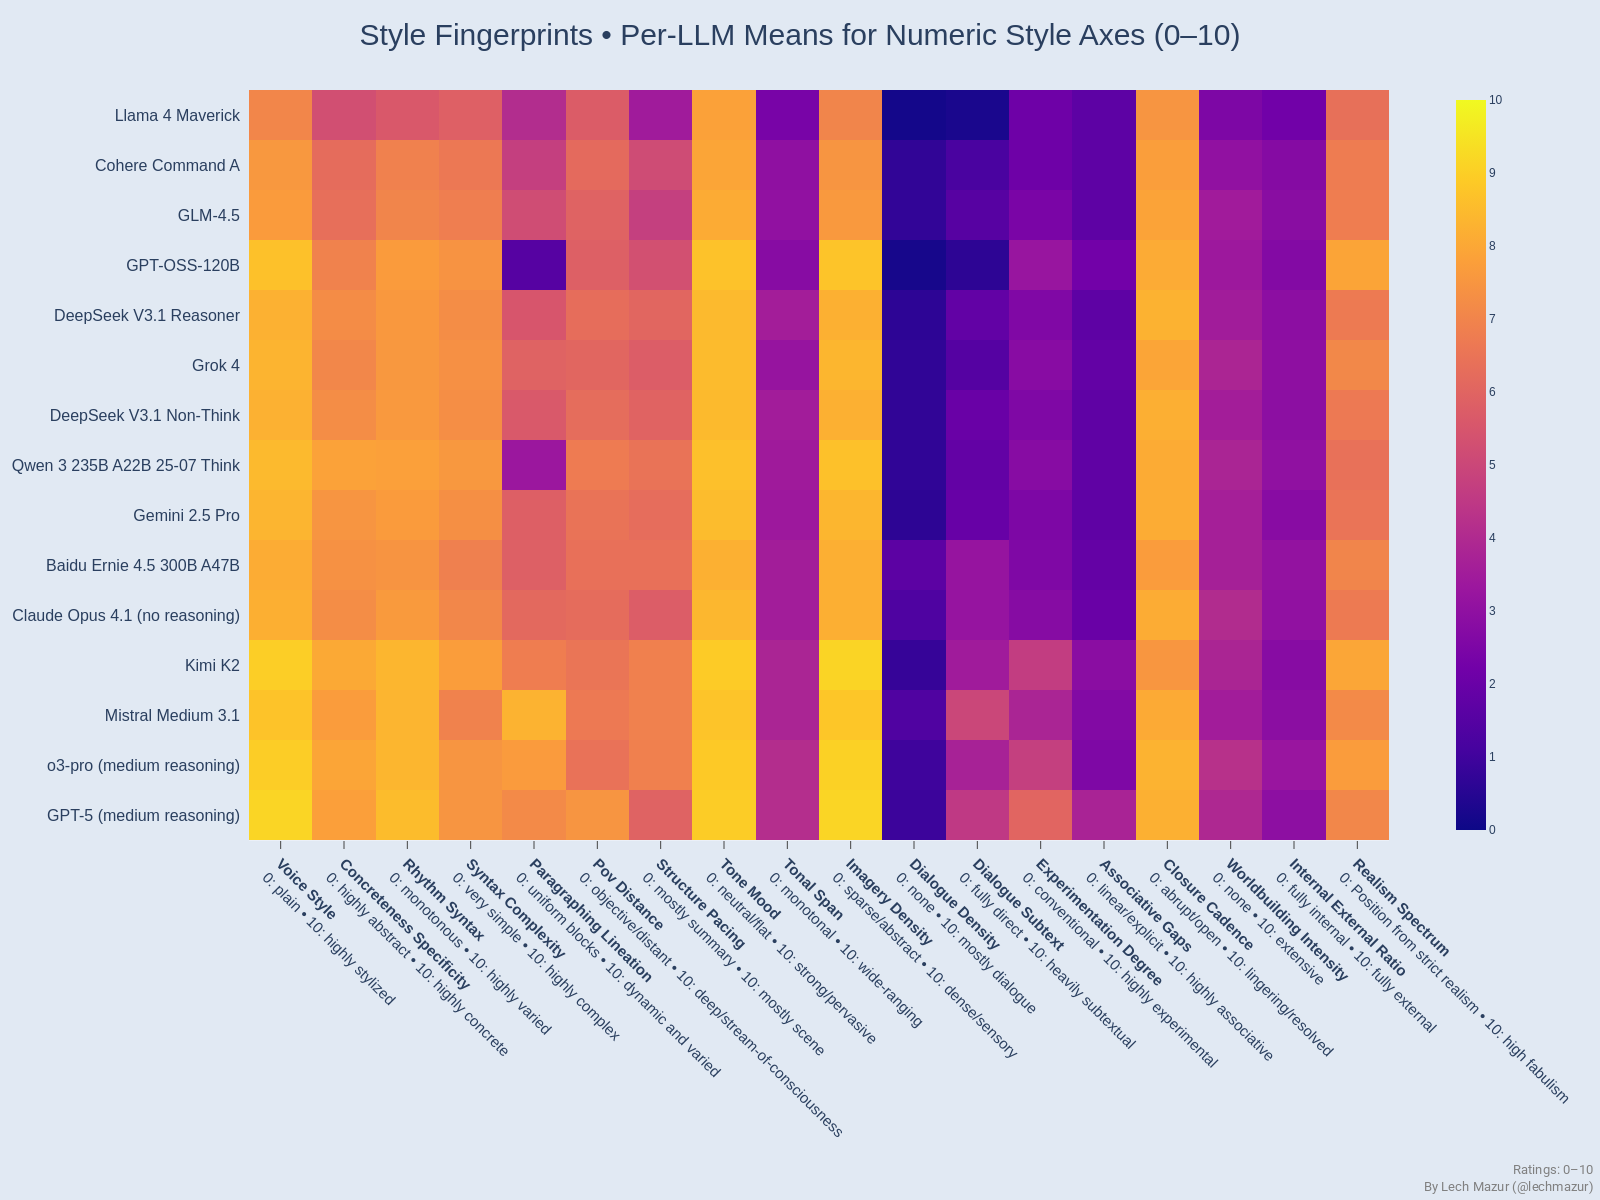 Style Fingerprints • Per-LLM Means for Numeric Style Axes (0–10)
Llama 4 Maverick
Cohere Command A
GLM-4.5
GPT-OSS-120B
DeepSeek V3.1 Reasoner
Grok 4
DeepSeek V3.1 Non-Think
Qwen 3 235B A22B 25-07 Think
Gemini 2.5 Pro
Baidu Ernie 4.5 300B A47B
Claude Opus 4.1 (no reasoning)
Kimi K2
Mistral Medium 3.1
o3-pro (medium reasoning)
GPT-5 (medium reasoning)
10
9
8
7
6
5
4
3
2
1
0
Voice Style
0: plain • 10: highly stylized
Concreteness Specificity
0: highly abstract • 10: highly concrete
Rhythm Syntax
0: monotonous • 10: highly varied
Syntax Complexity
0: very simple • 10: highly complex
Paragraphing Lineation
0: uniform blocks • 10: dynamic and varied
Pov Distance
0: objective/distant • 10: deep/stream-of-consciousness
Structure Pacing
0: mostly summary • 10: mostly scene
Tone Mood
0: neutral/flat • 10: strong/pervasive
Tonal Span
0: monotonal • 10: wide-ranging
Imagery Density
0: sparse/abstract • 10: dense/sensory
Dialogue Density
0: none • 10: mostly dialogue
Dialogue Subtext
0: fully direct • 10: heavily subtextual
Experimentation Degree
0: conventional • 10: highly experimental
Associative Gaps
0: linear/explicit • 10: highly associative
Closure Cadence
0: abrupt/open • 10: lingering/resolved
Worldbuilding Intensity
0: none • 10: extensive
Internal External Ratio
0: fully internal • 10: fully external
Realism Spectrum
0: Position from strict realism • 10: high fabulism
Ratings: 0–10
By Lech Mazur (@lechmazur)